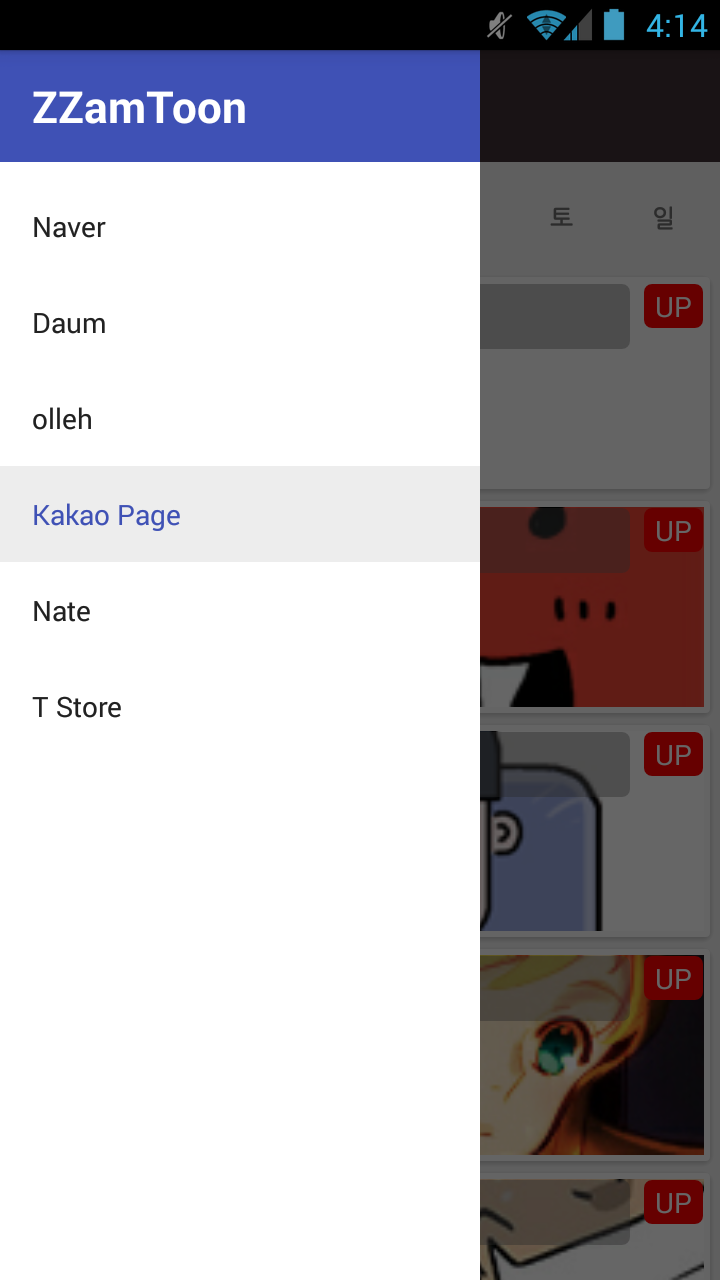 4:14
ZZamToon
Naver
Daum
olleh
Kakao Page
Nate
T Store
토 일
UP
UP
UP
UP
UP